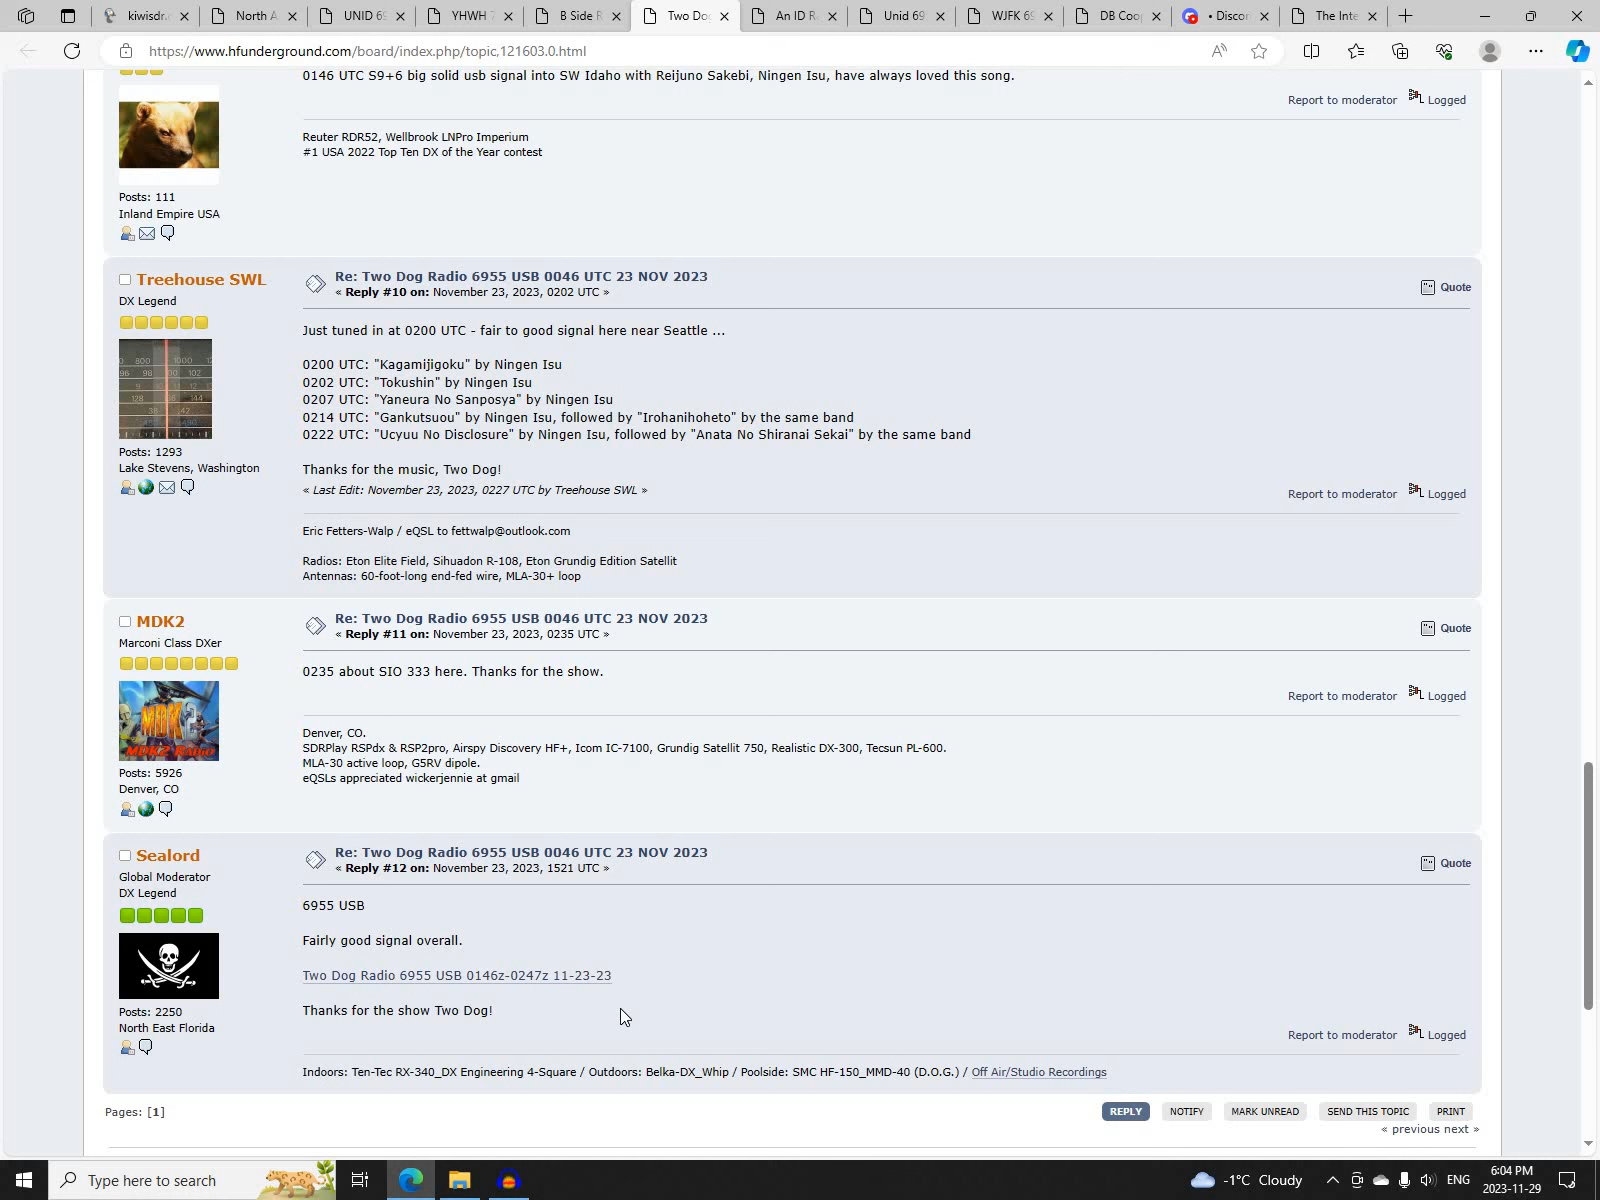 kiwisdr.
North A
UNID 69
YHWH 7
B Side R
Two Do
An ID R
Unid 69
WJFK 69
DB Coo
• Discor
The Inte
https://www.hfunderground.com/board/index.php/topic,121603.0.html
0146 UTC S9+6 big solid usb signal into SW Idaho with Reijuno Sakebi, Ningen Isu, have always loved this song.
Report to moderator Logged
Reuter RDR52, Wellbrook LNPro Imperium
#1 USA 2022 Top Ten DX of the Year contest
Posts: 111
Inland Empire USA
Treehouse SWL
DX Legend
Posts: 1293
Lake Stevens, Washington
Re: Two Dog Radio 6955 USB 0046 UTC 23 NOV 2023
« Reply #10 on: November 23, 2023, 0202 UTC »
Quote
Just tuned in at 0200 UTC - fair to good signal here near Seattle ...
0200 UTC: "Kagamijigoku" by Ningen Isu
0202 UTC: "Tokushin" by Ningen Isu
0207 UTC: "Yaneura No Sanposya" by Ningen Isu
0214 UTC: "Gankutsuou" by Ningen Isu, followed by "Irohanihoheto" by the same band
0222 UTC: "Ucyuu No Disclosure" by Ningen Isu, followed by "Anata No Shiranai Sekai" by the same band
Thanks for the music, Two Dog!
« Last Edit: November 23, 2023, 0227 UTC by Treehouse SWL »
Report to moderator Logged
Eric Fetters-Walp / eQSL to fettwalp@outlook.com
Radios: Eton Elite Field, Sihuadon R-108, Eton Grundig Edition Satellit
Antennas: 60-foot-long end-fed wire, MLA-30+ loop
MDK2
Marconi Class DXer
MDK2
MDK2 Radio
Posts: 5926
Denver, CO
Re: Two Dog Radio 6955 USB 0046 UTC 23 NOV 2023
« Reply #11 on: November 23, 2023, 0235 UTC »
Quote
0235 about SIO 333 here. Thanks for the show.
Report to moderator Logged
Denver, CO.
SDRPlay RSPdx & RSP2pro, Airspy Discovery HF+, Icom IC-7100, Grundig Satellit 750, Realistic DX-300, Tecsun PL-600.
MLA-30 active loop, G5RV dipole.
eQSLs appreciated wickerjennie at gmail
Sealord
Global Moderator
DX Legend
Posts: 2250
North East Florida
Re: Two Dog Radio 6955 USB 0046 UTC 23 NOV 2023
« Reply #12 on: November 23, 2023, 1521 UTC »
Quote
6955 USB
Fairly good signal overall.
Two Dog Radio 6955 USB 0146z-0247z 11-23-23
Thanks for the show Two Dog!
Report to moderator Logged
Indoors: Ten-Tec RX-340_DX Engineering 4-Square / Outdoors: Belka-DX_Whip / Poolside: SMC HF-150_MMD-40 (D.O.G.) / Off Air/Studio Recordings
Pages: [1]
REPLY NOTIFY MARK UNREAD SEND THIS TOPIC PRINT
« previous next »
Type here to search
-1°C Cloudy
ENG
6:04 PM
2023-11-29